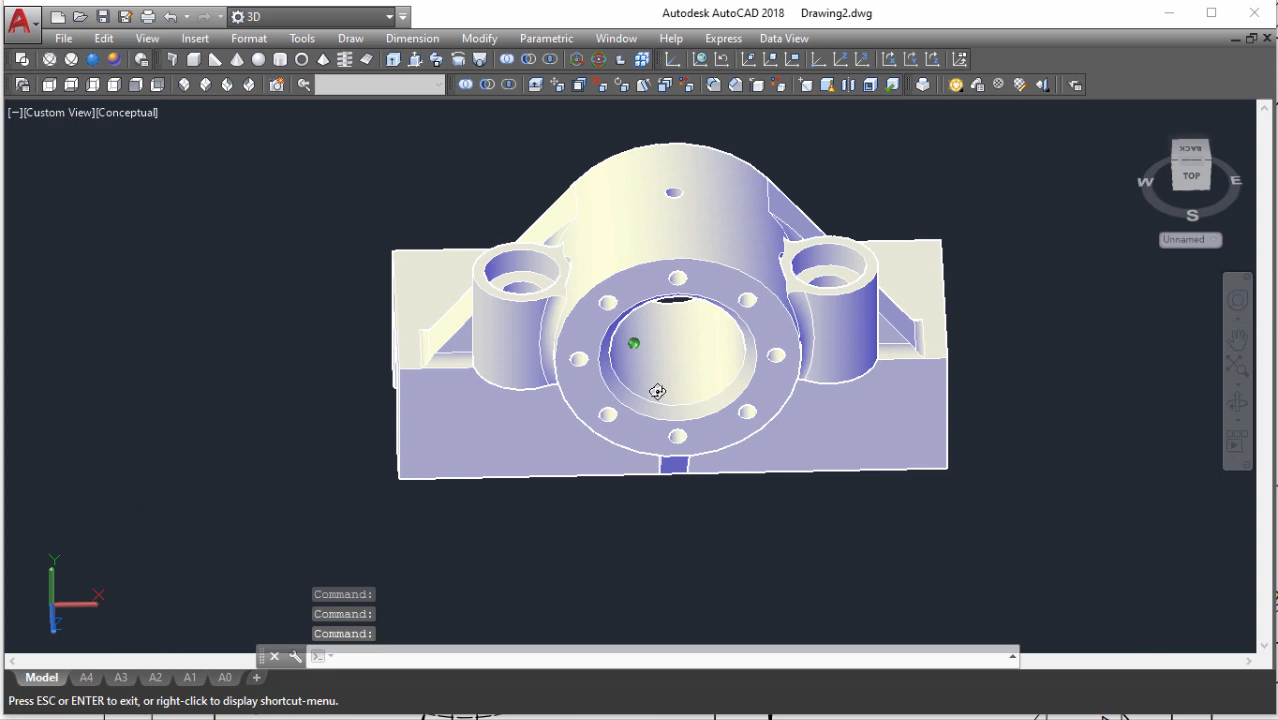 Autodesk AutoCAD 2018 Drawing2.dwg
3D
File Edit View Insert Format Tools Draw Dimension Modify Parametric Window Help Express Data View
[−][Custom View][Conceptual]
BACK
TOP
W
E
S
Unnamed
Y
X
Z
Command:
Command:
Command:
Model A4 A3 A2 A1 A0 +
Press ESC or ENTER to exit, or right-click to display shortcut-menu.